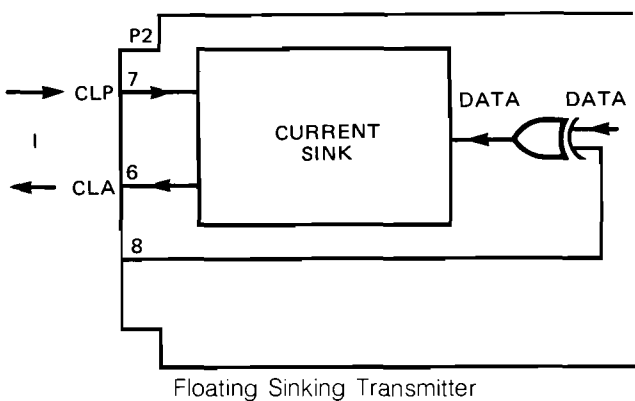 P2
7
CLP
DATA
DATA
CURRENT
SINK
I
6
CLA
8
Floating Sinking Transmitter